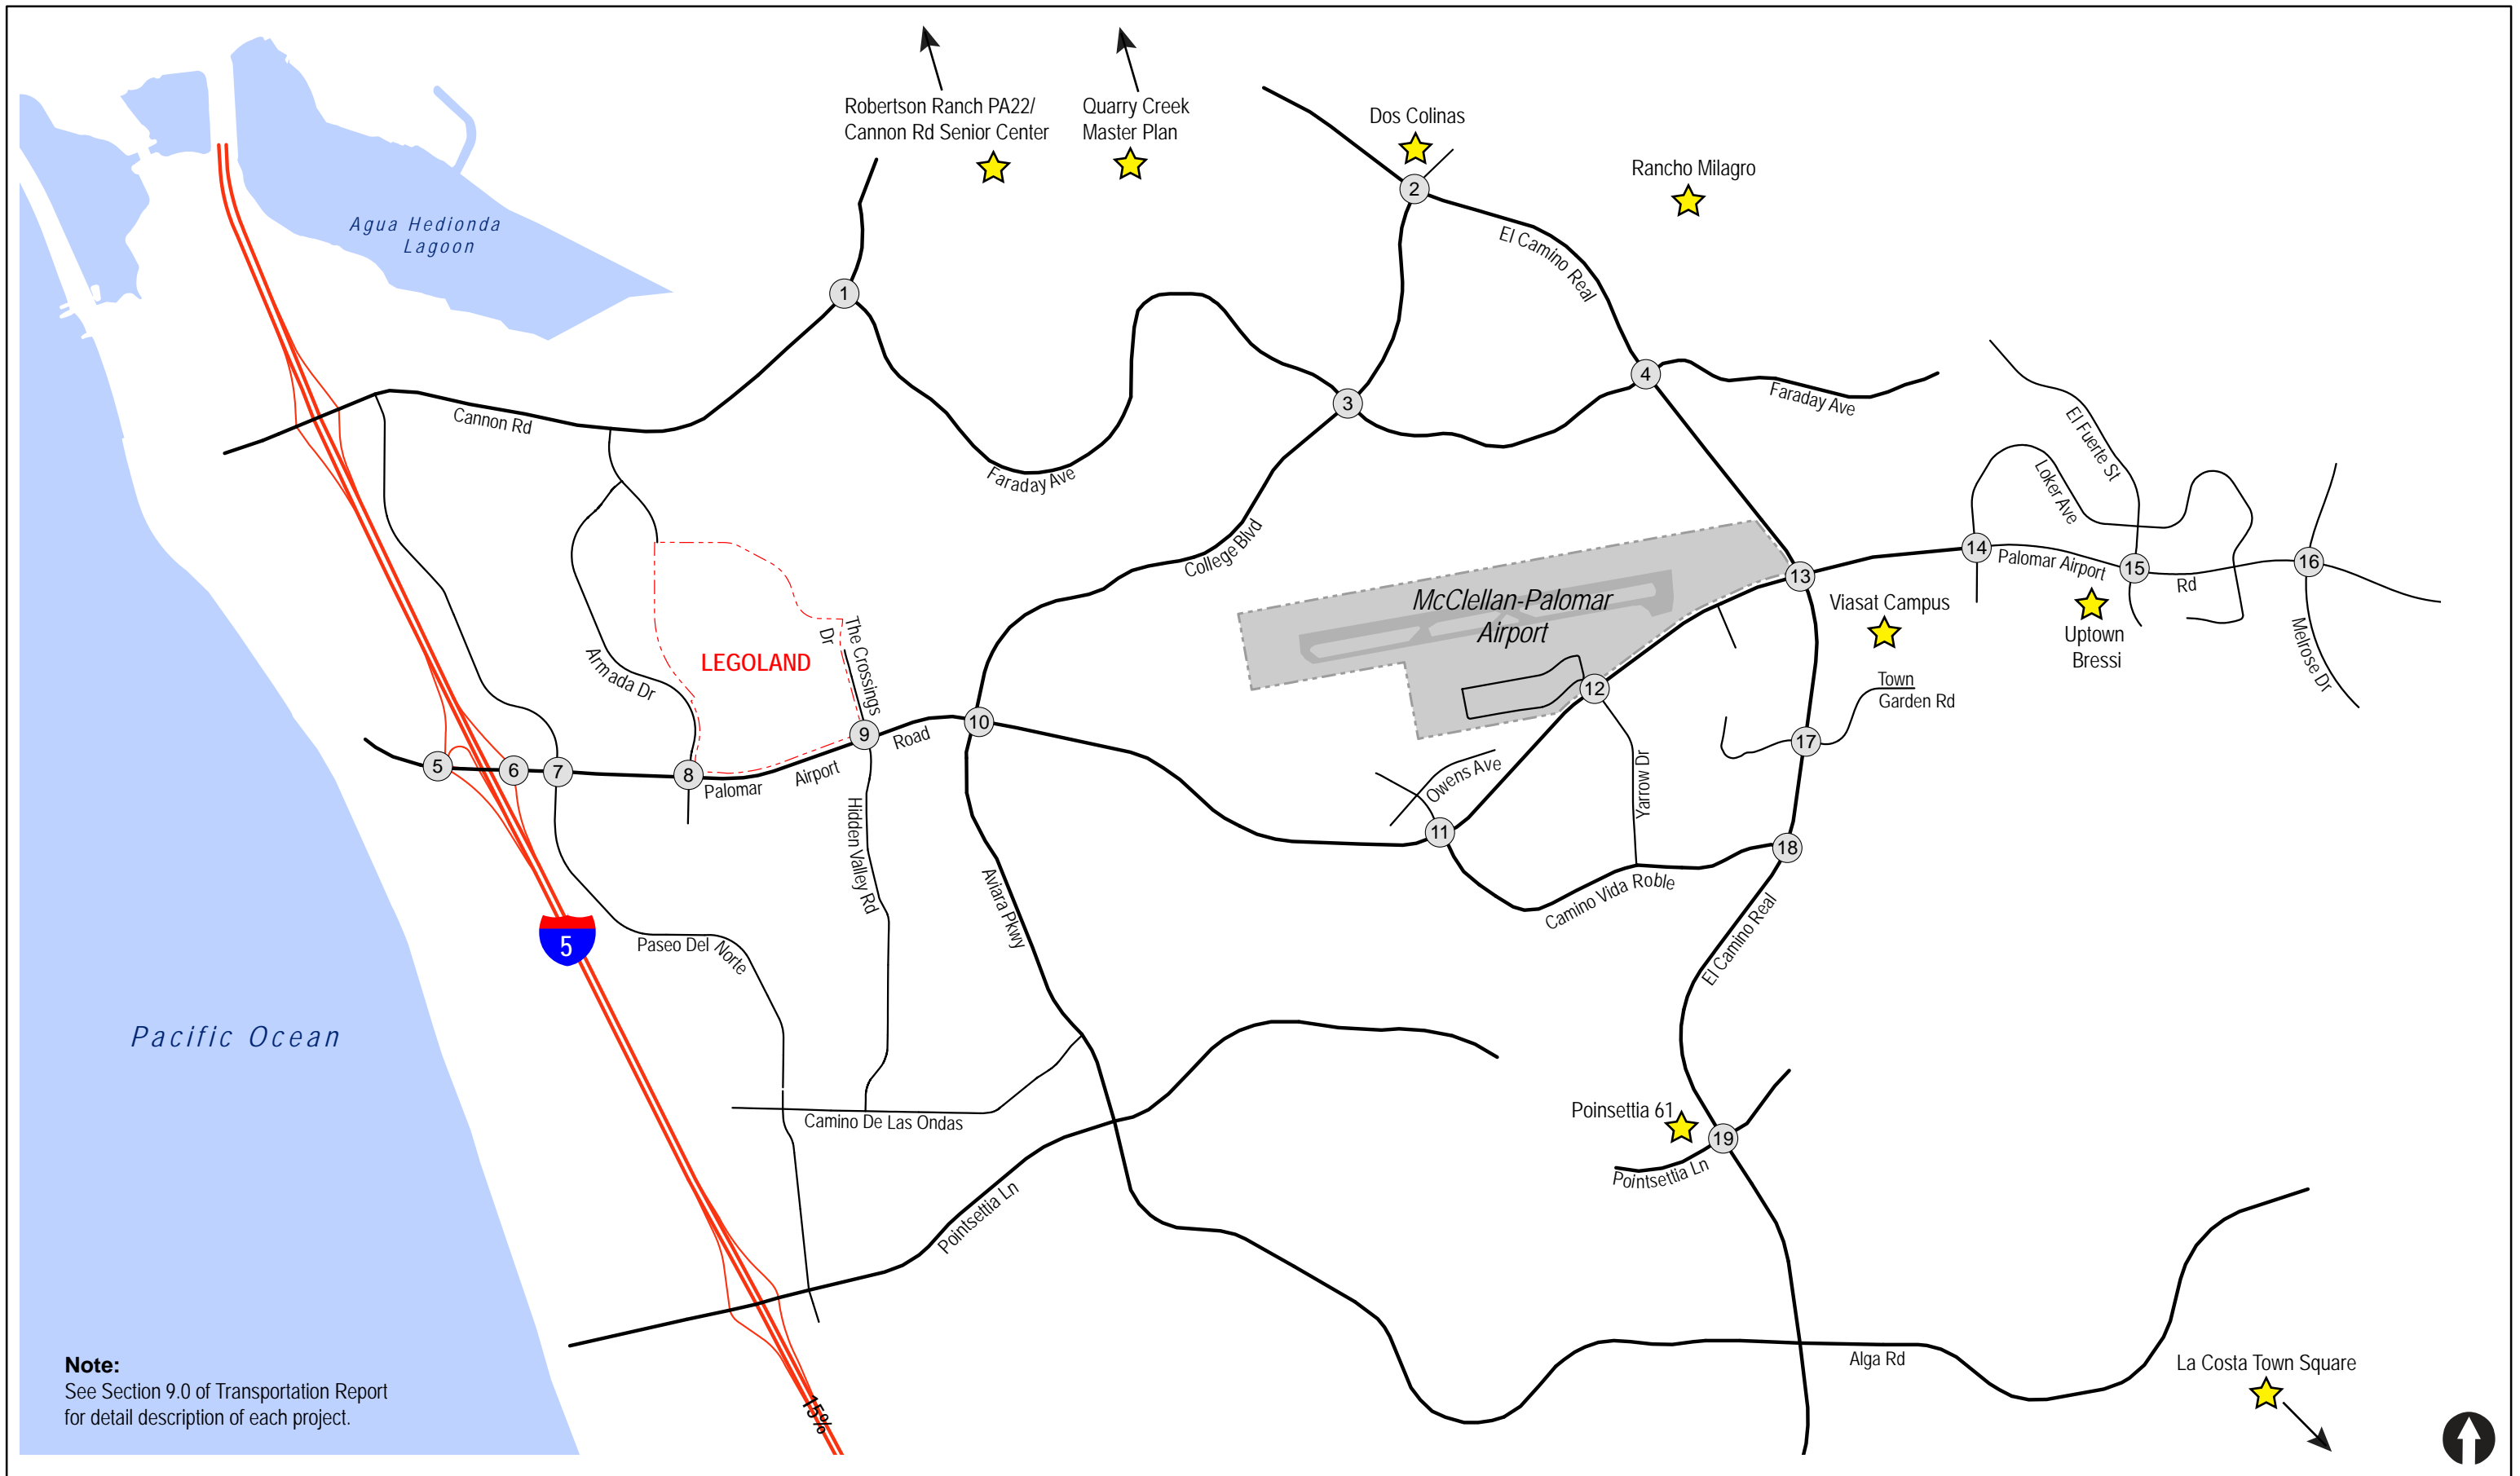 Robertson Ranch PA22/
Cannon Rd Senior Center
Quarry Creek
Master Plan
Dos Colinas
Rancho Milagro
Agua Hedionda
Lagoon
El Camino Real
1
2
3
4
Cannon Rd
Faraday Ave
Faraday Ave
El Fuerte St
Loker Ave
College Blvd
McClellan-Palomar
Airport
13
14
Palomar Airport
15
Rd
16
Viasat Campus
Uptown
Bressi
Melrose Dr
Town
Garden Rd
LEGOLAND
The Crossings
Dr
Armada Dr
5
6
7
8
9
10
11
12
17
18
Palomar
Airport
Road
Owens Ave
Yarrow Dr
Hidden Valley Rd
Aviara Pkwy
Camino Vida Roble
El Camino Real
5
Paseo Del Norte
Pacific Ocean
Camino De Las Ondas
Poinsettia 61
19
Pointsettia Ln
Pointsettia Ln
Alga Rd
La Costa Town Square
15%
Note:
See Section 9.0 of Transportation Report
for detail description of each project.